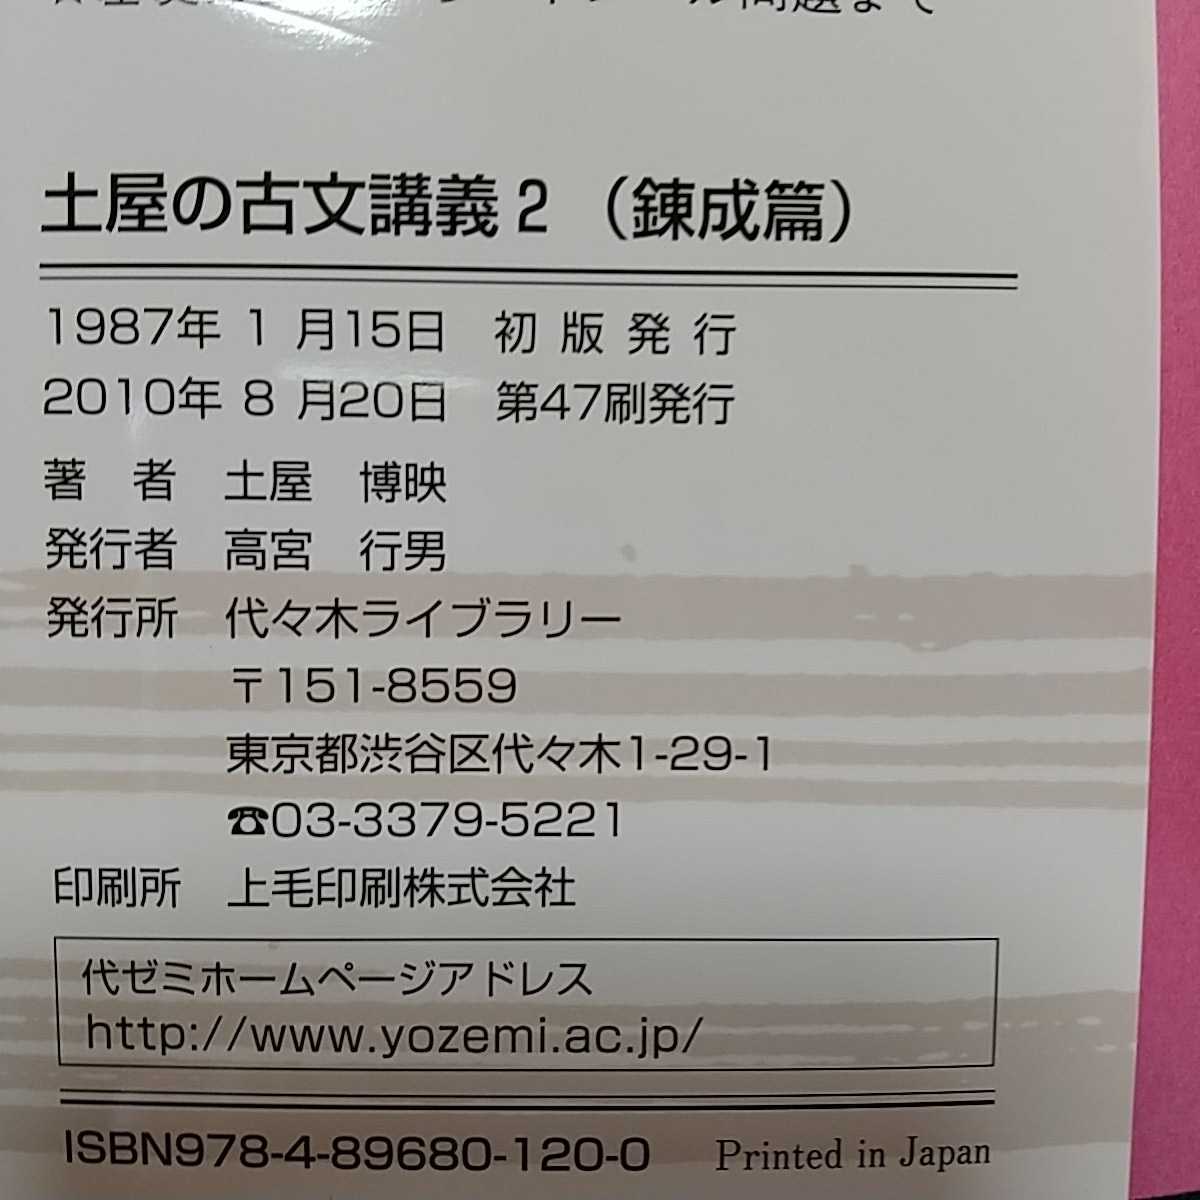 問題まで
土屋の古文講義2（錬成篇）
1987年 1 月15日 初版発行
2010年 8 月20日 第47刷発行
著 者 土屋 博映
発行者 高宮 行男
発行所 代々木ライブラリー
〒151-8559
東京都渋谷区代々木1-29-1
☎03-3379-5221
印刷所 上毛印刷株式会社
代ゼミホームページアドレス
http://www.yozemi.ac.jp/
ISBN978-4-89680-120-0 Printed in Japan